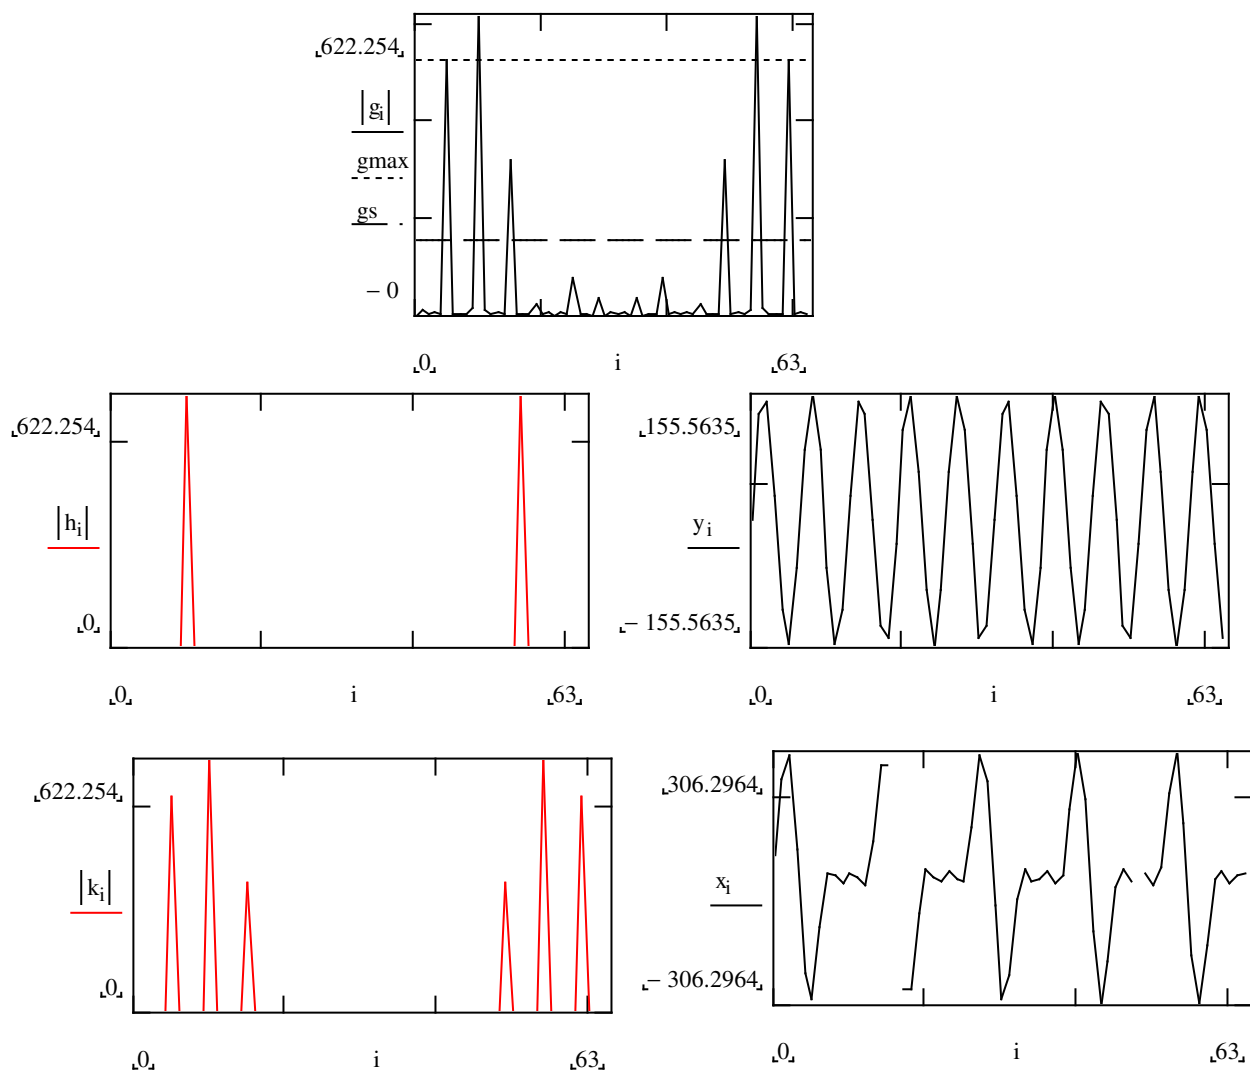 622.254
|gᵢ|
gmax
gs
– 0
0 i 63
622.254
|hᵢ|
0
0 i 63
155.5635
yᵢ
– 155.5635
0 i 63
622.254
|kᵢ|
0
0 i 63
306.2964
xᵢ
– 306.2964
0 i 63